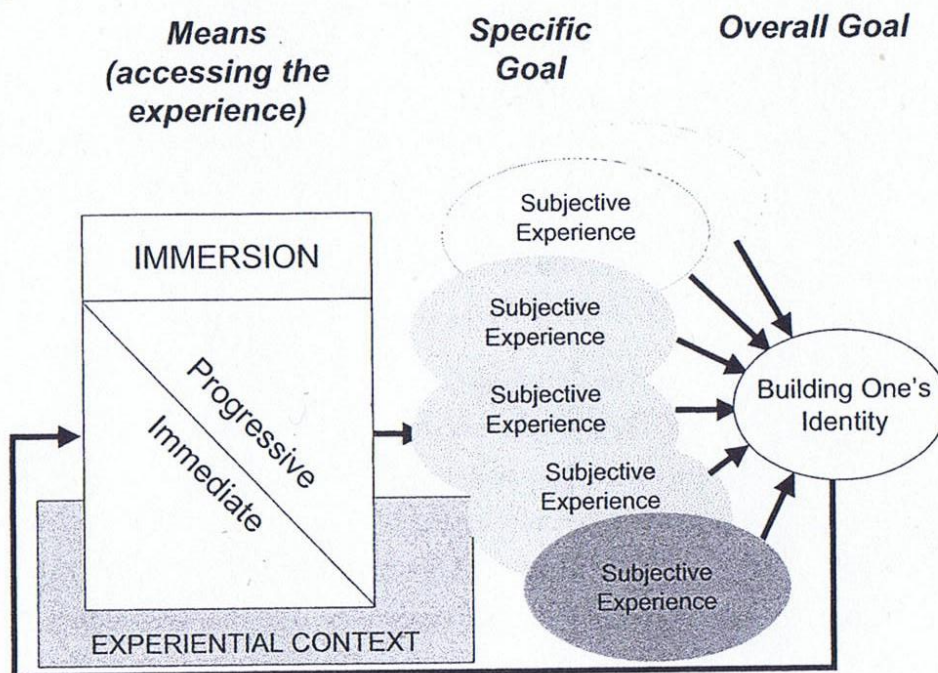 Means
(accessing the
experience)
Specific
Goal
Overall Goal
IMMERSION
Progressive
Immediate
EXPERIENTIAL CONTEXT
Subjective
Experience
Subjective
Experience
Subjective
Experience
Subjective
Experience
Subjective
Experience
Building One's
Identity